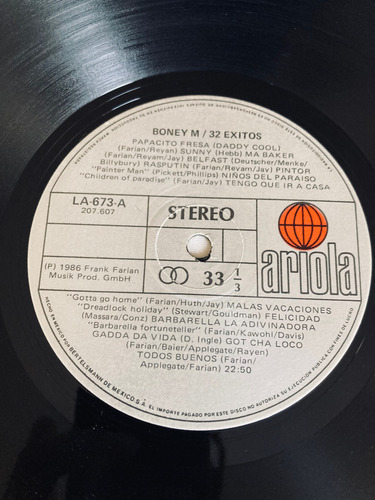 BONEY M / 32 EXITOS
PAPACITO FRESA (DADDY COOL)
(Farian/Reyan) SUNNY (Hebb) MA BAKER
(Farian/Reyam/Jay) BELFAST (Deutscher/Menke/
Billybury) RASPUTIN (Farian/Revam/Jay) PINTOR
"Painter Man" (Pickett/Phillips) NIÑOS DEL PARAISO
"Children of paradise" (Farian/Reyam/Jay) TENGO QUE IR A CASA
LA-673-A
207.607
STEREO
(P) 1986 Frank Farian
Musik Prod. GmbH
33 1/3
ariola
"Gotta go home" (Farian/Huth/Jay) MALAS VACACIONES
"Dreadlock holiday" (Stewart/Gouldman) FELICIDAD
(Massara/Conz) BARBARELLA LA ADIVINADORA
"Barbarella fortuneteller" (Farian/Kawohl/Davis)
GADDA DA VIDA (D. Ingle) GOT CHA LOCO
(Farian/Baier/Applegate/Rayen)
TODOS BUENOS (Farian/
Applegate/Farian) 22:50
HECHO EN MEXICO POR BERTELSMANN DE MEXICO S.A. EL IMPORTE PAGADO POR ESTE DISCO NO AUTORIZA SU EJECUCION PUBLICA CON FINES DE LUCRO